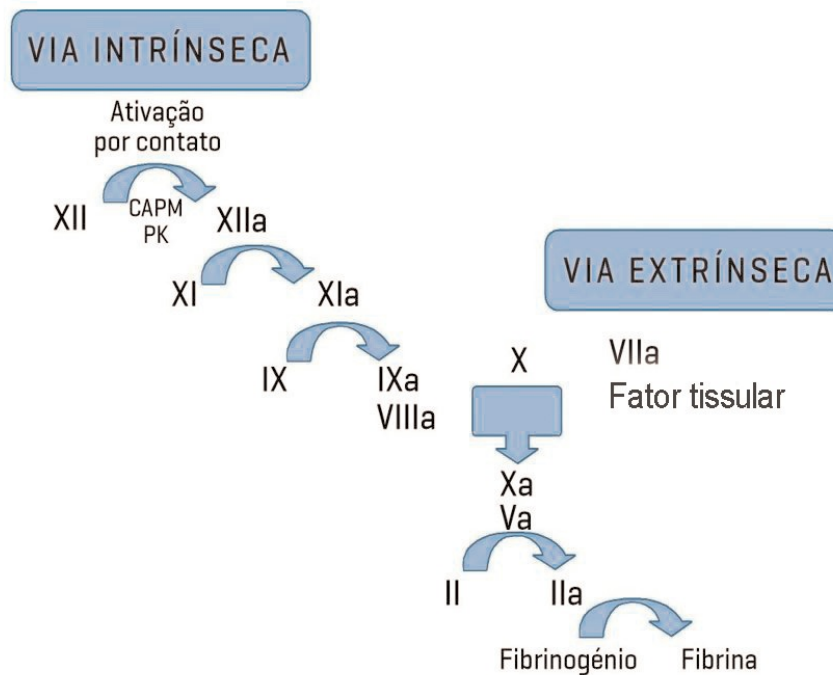 VIA INTRÍNSECA
Ativação
por contato
XII
CAPM
PK
XIIa
XI
XIa
IX
IXa
VIIIa
VIA EXTRÍNSECA
X
VIIa
Fator tissular
Xa
Va
II
IIa
Fibrinogénio
Fibrina